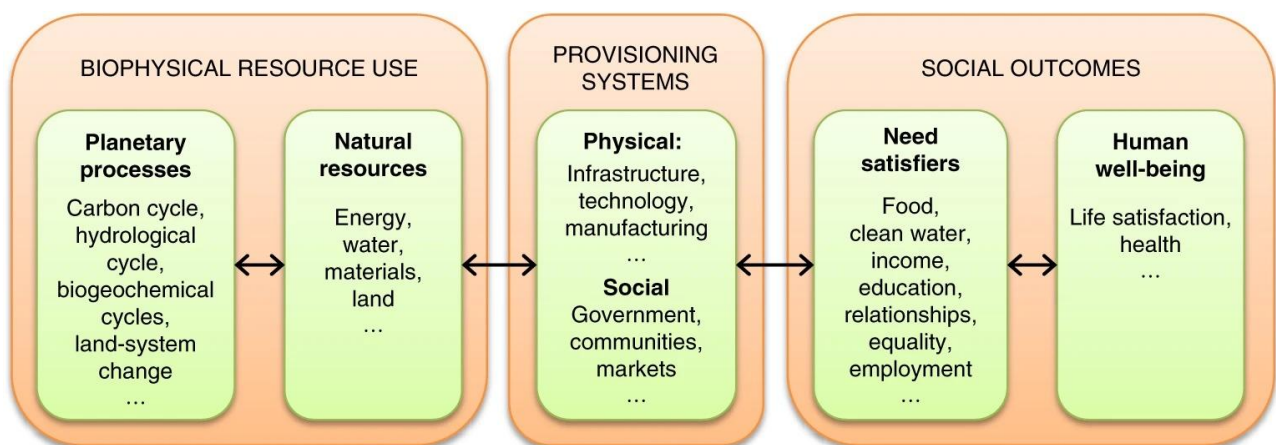 BIOPHYSICAL RESOURCE USE
Planetary
processes
Carbon cycle,
hydrological
cycle,
biogeochemical
cycles,
land-system
change
...
Natural
resources
Energy,
water,
materials,
land
...
PROVISIONING
SYSTEMS
Physical:
Infrastructure,
technology,
manufacturing
...
Social
Government,
communities,
markets
...
SOCIAL OUTCOMES
Need
satisfiers
Food,
clean water,
income,
education,
relationships,
equality,
employment
...
Human
well-being
Life satisfaction,
health
...